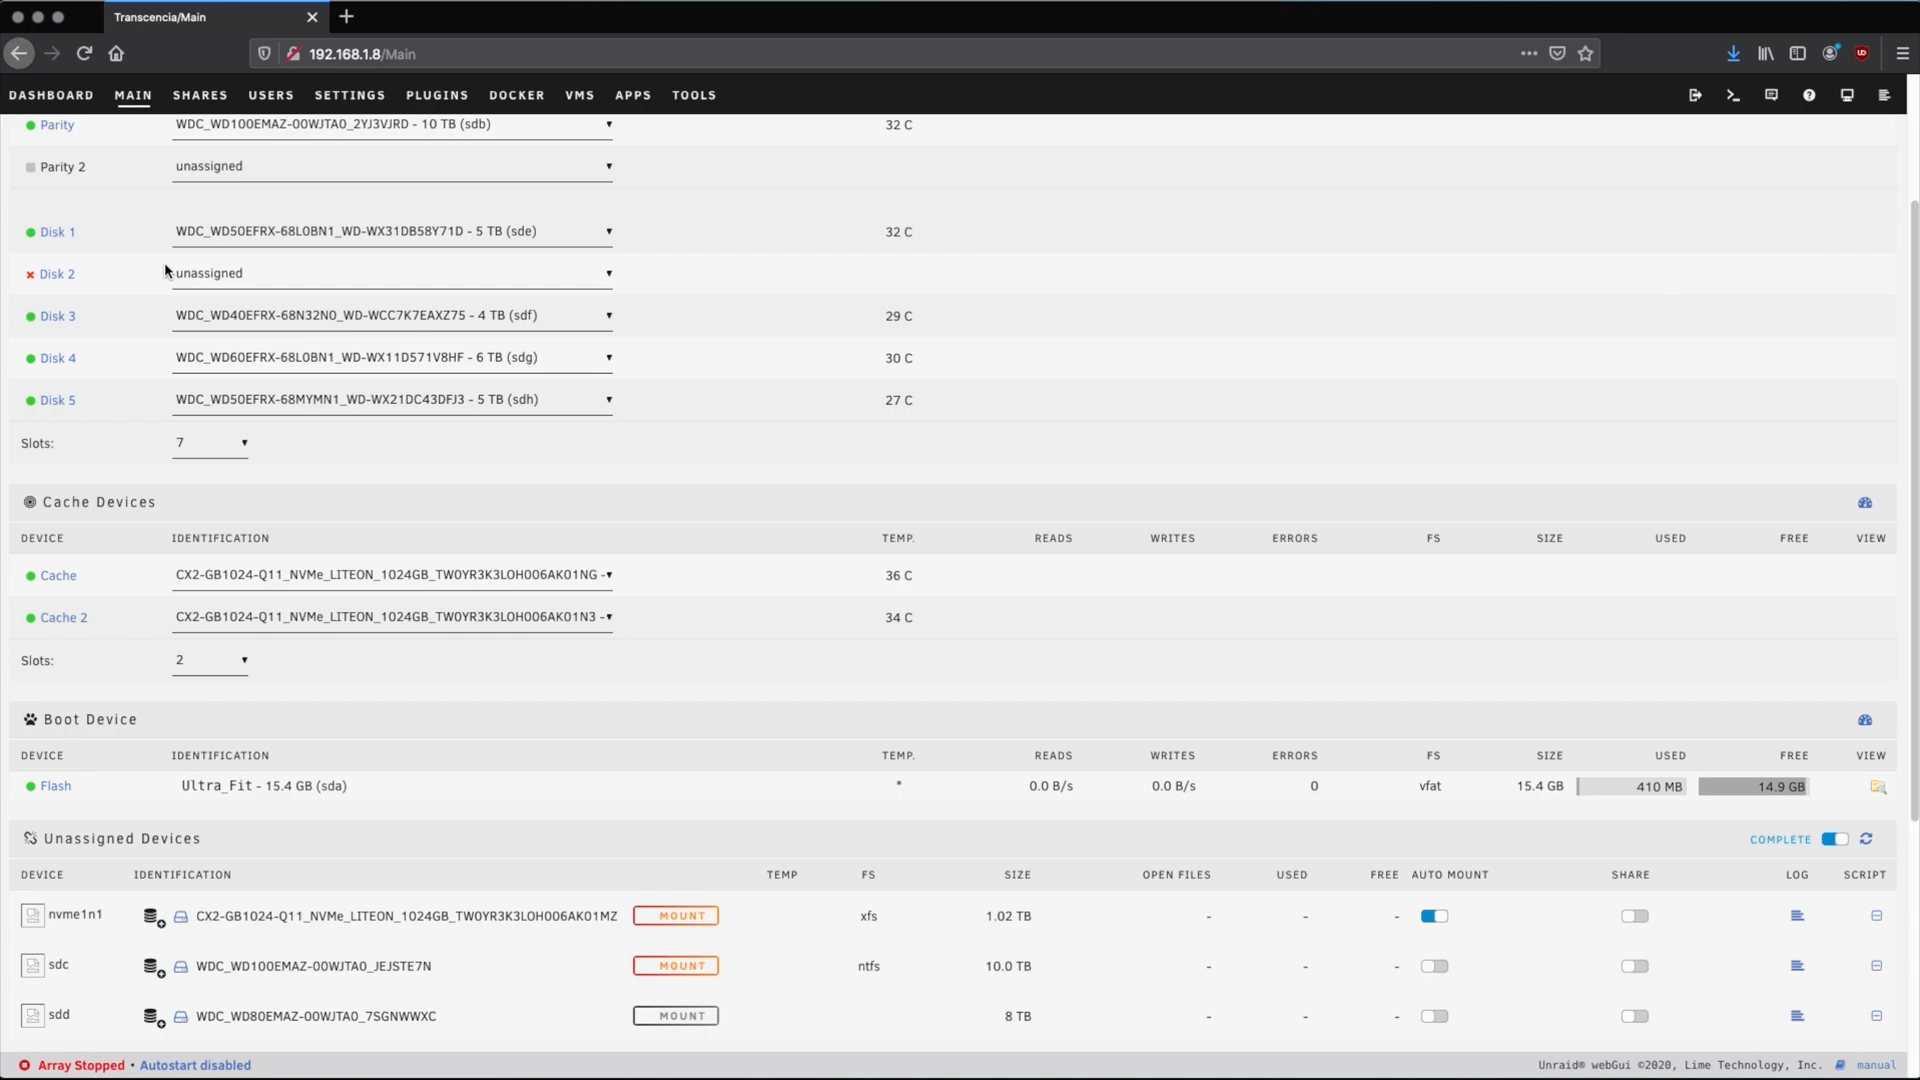 Transcencia/Main
192.168.1.8/Main
DASHBOARD MAIN SHARES USERS SETTINGS PLUGINS DOCKER VMS APPS TOOLS
Parity WDC_WD100EMAZ-00WJTA0_2YJ3VJRD - 10 TB (sdb) 32 C
Parity 2 unassigned
Disk 1 WDC_WD50EFRX-68L0BN1_WD-WX31DB58Y71D - 5 TB (sde) 32 C
Disk 2 unassigned
Disk 3 WDC_WD40EFRX-68N32N0_WD-WCC7K7EAXZ75 - 4 TB (sdf) 29 C
Disk 4 WDC_WD60EFRX-68L0BN1_WD-WX11D571V8HF - 6 TB (sdg) 30 C
Disk 5 WDC_WD50EFRX-68MYMN1_WD-WX21DC43DFJ3 - 5 TB (sdh) 27 C
Slots: 7
Cache Devices
DEVICE IDENTIFICATION TEMP. READS WRITES ERRORS FS SIZE USED FREE VIEW
Cache CX2-GB1024-Q11_NVMe_LITEON_1024GB_TW0YR3K3LOH006AK01NG - 36 C
Cache 2 CX2-GB1024-Q11_NVMe_LITEON_1024GB_TW0YR3K3LOH006AK01N3 - 34 C
Slots: 2
Boot Device
DEVICE IDENTIFICATION TEMP. READS WRITES ERRORS FS SIZE USED FREE VIEW
Flash Ultra_Fit - 15.4 GB (sda) * 0.0 B/s 0.0 B/s 0 vfat 15.4 GB 410 MB 14.9 GB
Unassigned Devices COMPLETE
DEVICE IDENTIFICATION TEMP FS SIZE OPEN FILES USED FREE AUTO MOUNT SHARE LOG SCRIPT
nvme1n1 CX2-GB1024-Q11_NVMe_LITEON_1024GB_TW0YR3K3LOH006AK01MZ MOUNT xfs 1.02 TB - - -
sdc WDC_WD100EMAZ-00WJTA0_JEJSTE7N MOUNT ntfs 10.0 TB - - -
sdd WDC_WD80EMAZ-00WJTA0_7SGNWWXC MOUNT 8 TB - - -
Array Stopped • Autostart disabled Unraid® webGui ©2020, Lime Technology, Inc. manual